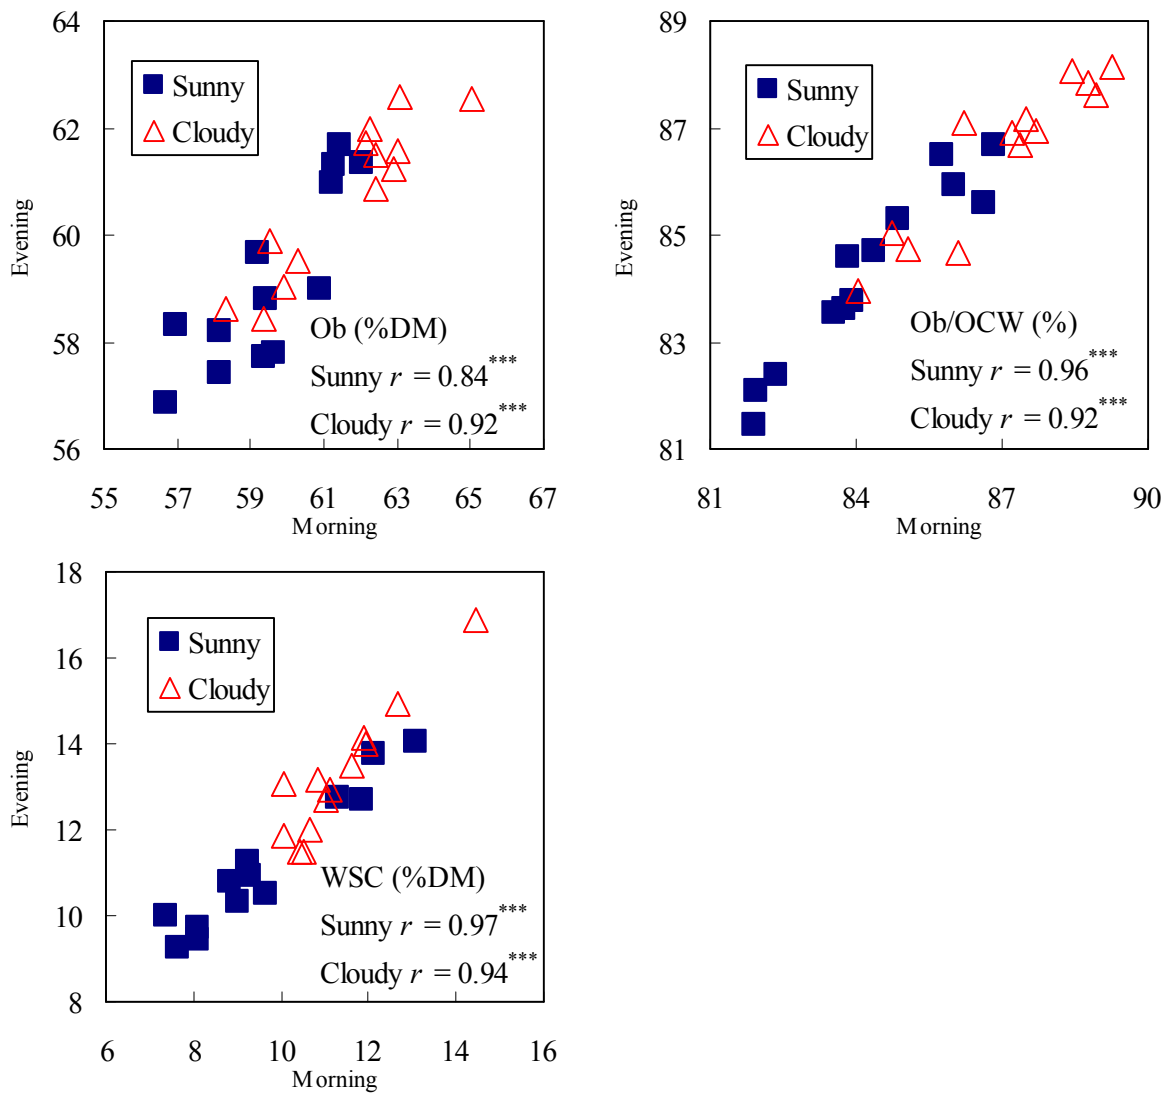 64
62
60
58
56
Evening
Sunny
Cloudy
Ob (%DM)
Sunny r = 0.84***
Cloudy r = 0.92***
55 57 59 61 63 65 67
Morning
89
87
85
83
81
Evening
Sunny
Cloudy
Ob/OCW (%)
Sunny r = 0.96***
Cloudy r = 0.92***
81 84 87 90
Morning
18
16
14
12
10
8
Evening
Sunny
Cloudy
WSC (%DM)
Sunny r = 0.97***
Cloudy r = 0.94***
6 8 10 12 14 16
Morning